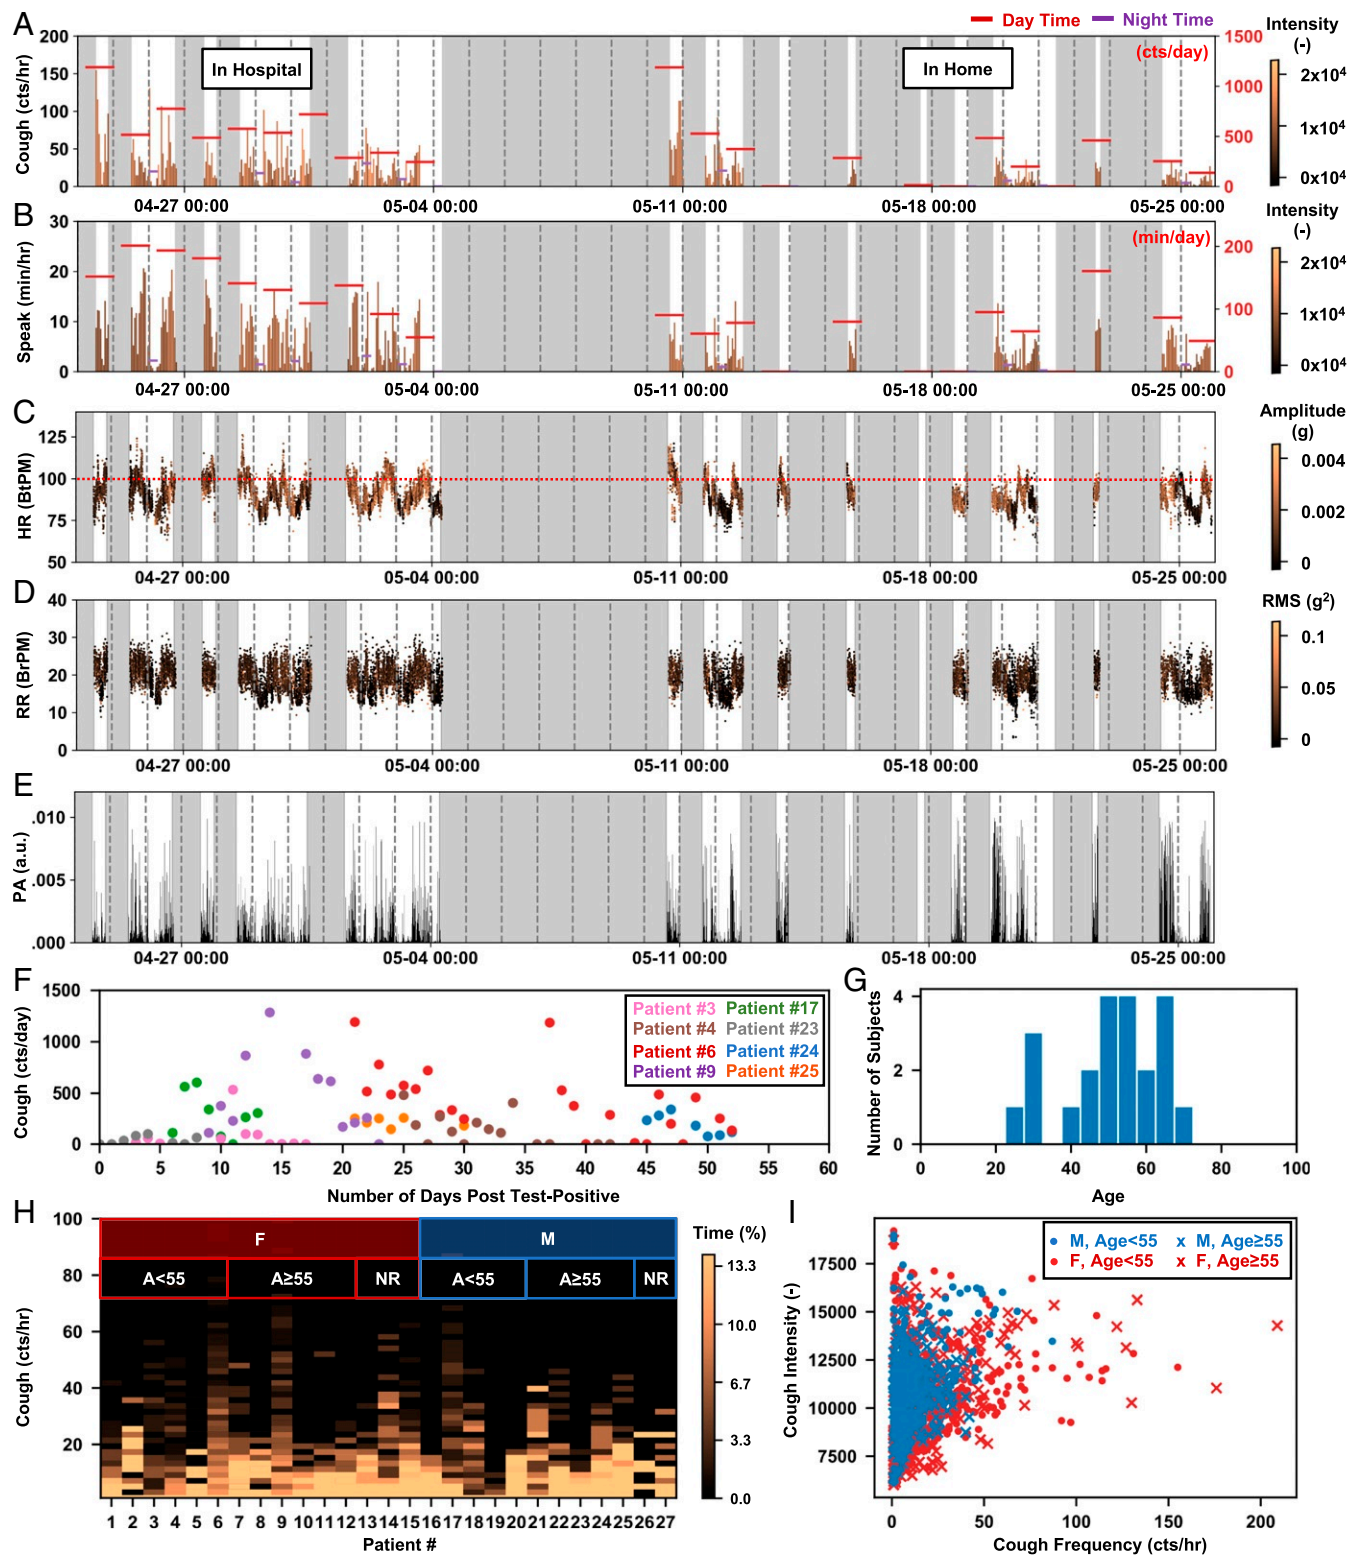 A
Day Time
Night Time
Intensity
(-)
Cough (cts/hr)
200
150
100
50
0
In Hospital
In Home
(cts/day)
1500
1000
500
0
2x10⁴
1x10⁴
0x10⁴
04-27 00:00
05-04 00:00
05-11 00:00
05-18 00:00
05-25 00:00
B
Speak (min/hr)
30
20
10
0
(min/day)
200
100
0
Intensity
(-)
2x10⁴
1x10⁴
0x10⁴
04-27 00:00
05-04 00:00
05-11 00:00
05-18 00:00
05-25 00:00
C
HR (BtPM)
125
100
75
50
Amplitude
(g)
0.004
0.002
0
04-27 00:00
05-04 00:00
05-11 00:00
05-18 00:00
05-25 00:00
D
RR (BrPM)
40
30
20
10
0
RMS (g²)
0.1
0.05
0
04-27 00:00
05-04 00:00
05-11 00:00
05-18 00:00
05-25 00:00
E
PA (a.u.)
.010
.005
.000
04-27 00:00
05-04 00:00
05-11 00:00
05-18 00:00
05-25 00:00
F
Cough (cts/day)
1500
1000
500
0
Patient #3 Patient #17
Patient #4 Patient #23
Patient #6 Patient #24
Patient #9 Patient #25
0 5 10 15 20 25 30 35 40 45 50 55 60
Number of Days Post Test-Positive
G
Number of Subjects
4
2
0
0 20 40 60 80 100
Age
H
Cough (cts/hr)
100
80
60
40
20
F M
A<55 A≥55 NR A<55 A≥55 NR
Time (%)
13.3
10.0
6.7
3.3
0.0
1 2 3 4 5 6 7 8 9 10 11 12 13 14 15 16 17 18 19 20 21 22 23 24 25 26 27
Patient #
I
Cough Intensity (-)
17500
15000
12500
10000
7500
M, Age<55 x M, Age≥55
F, Age<55 x F, Age≥55
0 50 100 150 200
Cough Frequency (cts/hr)